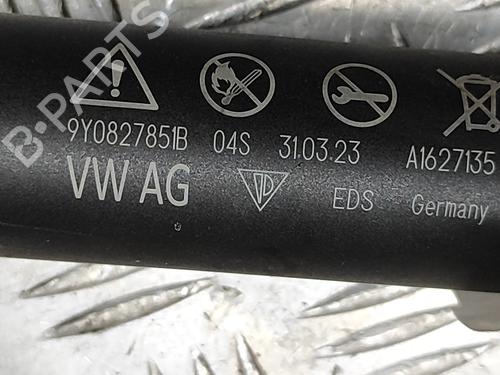 B-PARTS
9Y0827851B 04S 31.03.23 A1627135
VW AG EDS Germany